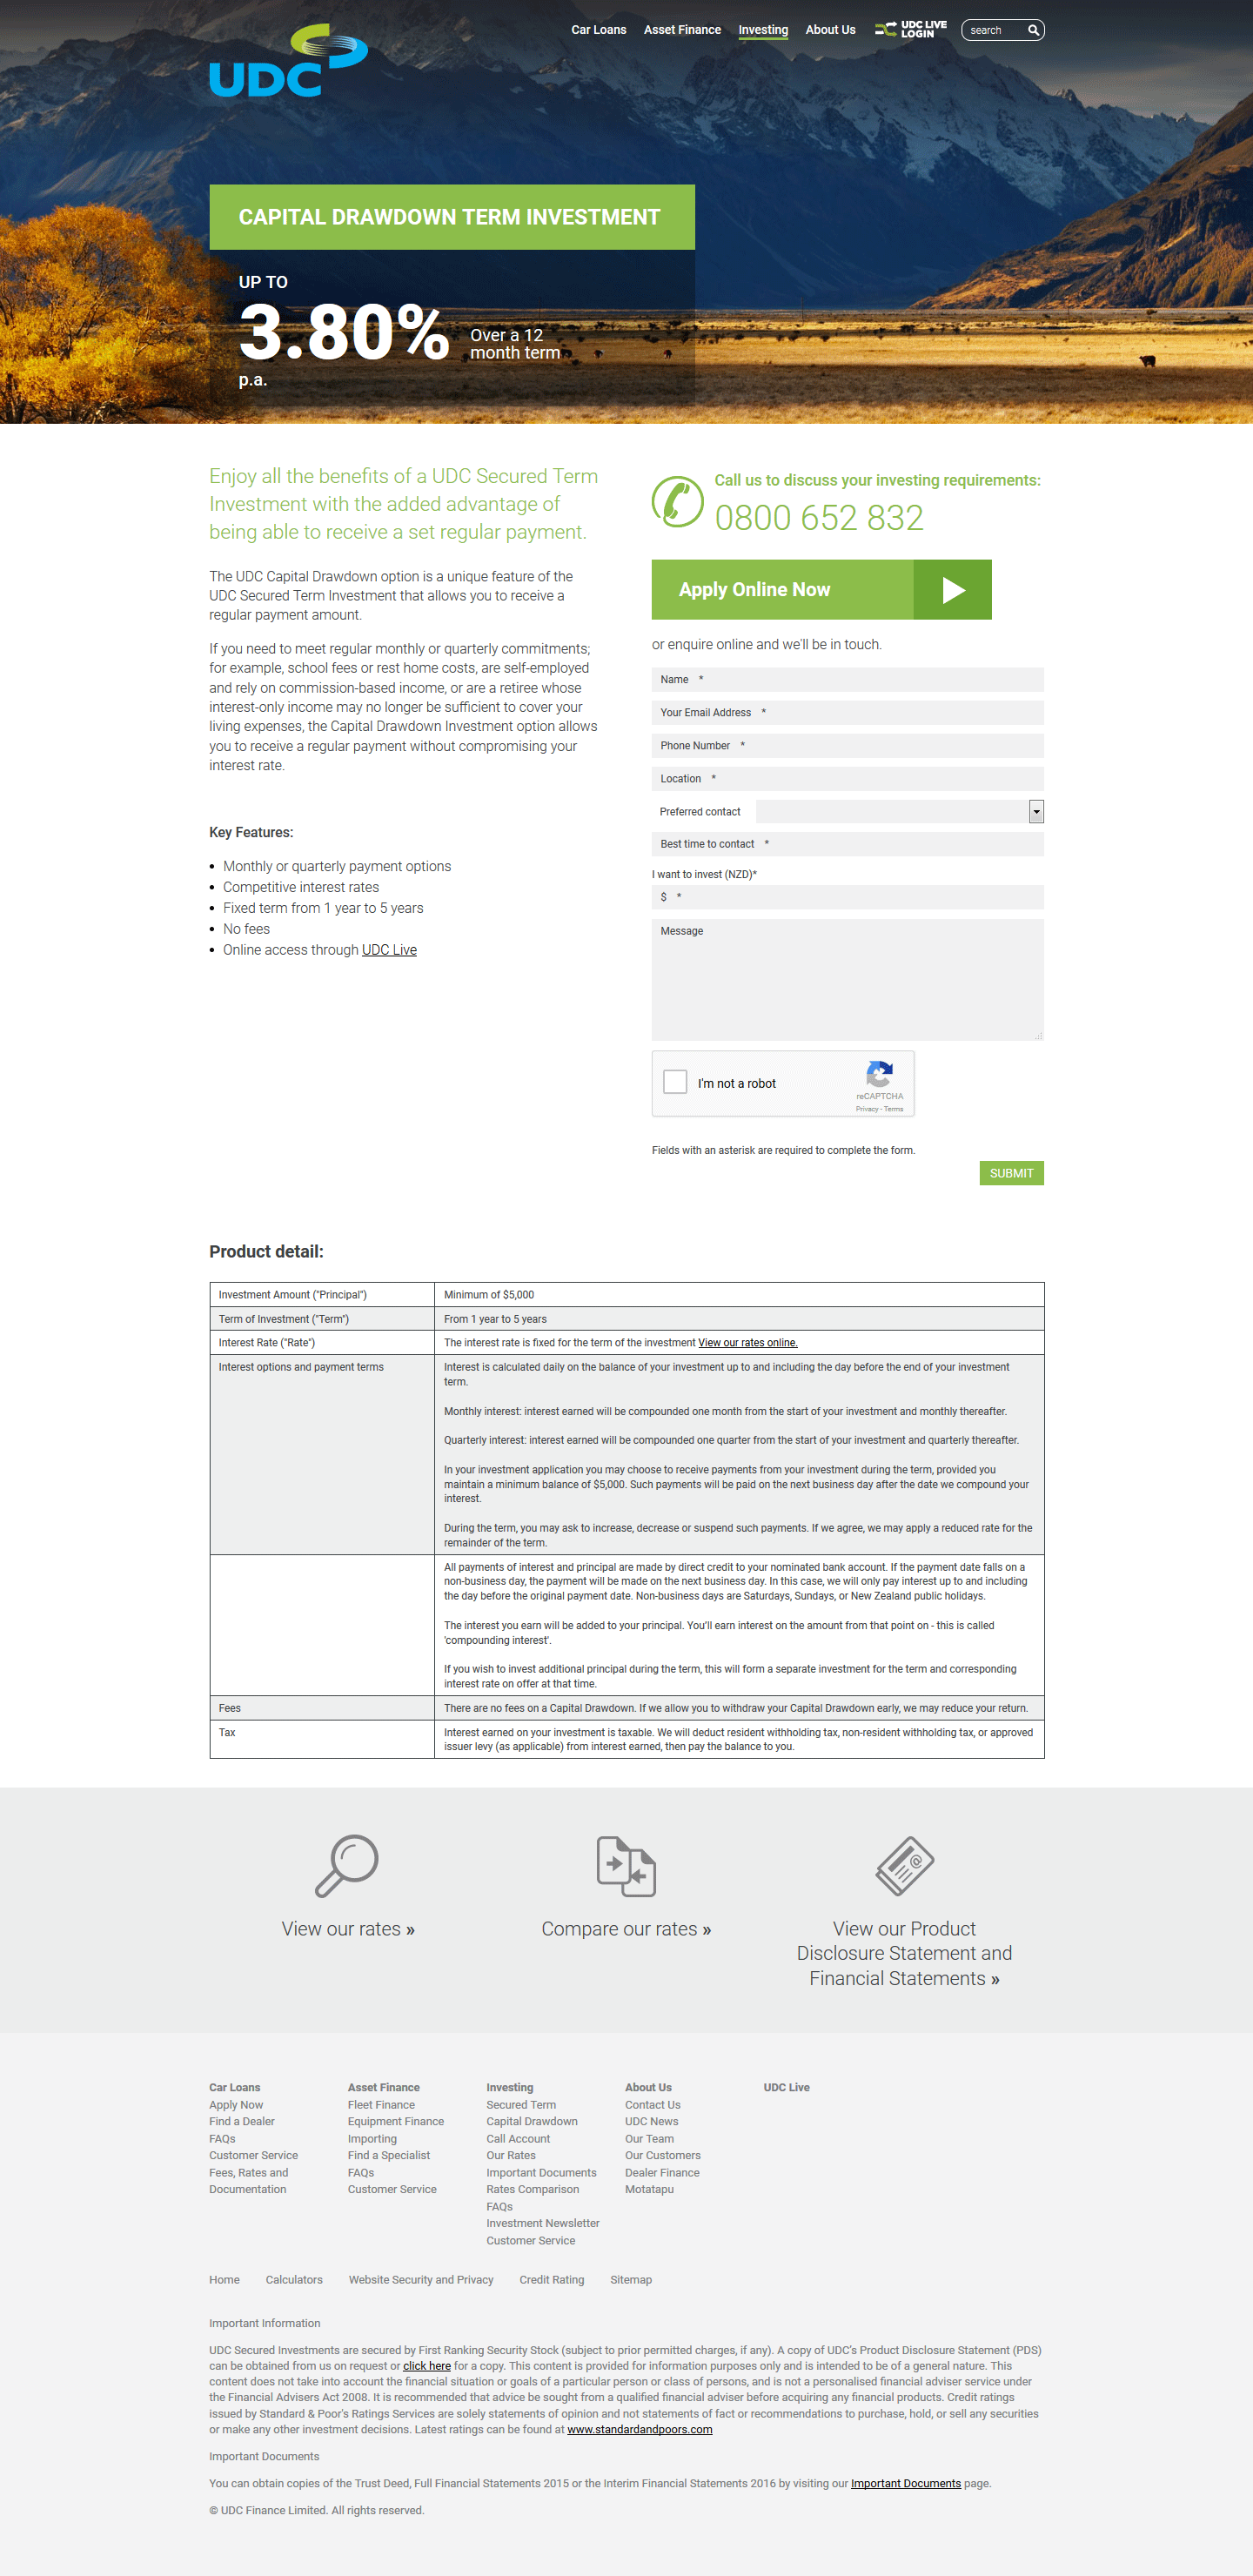 UDC
Car Loans
Asset Finance
Investing
About Us
UDC LIVE
LOGIN
search
CAPITAL DRAWDOWN TERM INVESTMENT
UP TO
3.80%
Over a 12
month term
p.a.
Enjoy all the benefits of a UDC Secured Term
Investment with the added advantage of
being able to receive a set regular payment.
The UDC Capital Drawdown option is a unique feature of the
UDC Secured Term Investment that allows you to receive a
regular payment amount.
If you need to meet regular monthly or quarterly commitments;
for example, school fees or rest home costs, are self-employed
and rely on commission-based income, or are a retiree whose
interest-only income may no longer be sufficient to cover your
living expenses, the Capital Drawdown Investment option allows
you to receive a regular payment without compromising your
interest rate.
Key Features:
• Monthly or quarterly payment options
• Competitive interest rates
• Fixed term from 1 year to 5 years
• No fees
• Online access through UDC Live
Call us to discuss your investing requirements:
0800 652 832
Apply Online Now
or enquire online and we'll be in touch.
Name *
Your Email Address *
Phone Number *
Location *
Preferred contact
Best time to contact *
I want to invest (NZD)*
$ *
Message
I'm not a robot
reCAPTCHA
Privacy - Terms
Fields with an asterisk are required to complete the form.
SUBMIT
Product detail:
Investment Amount ("Principal")
Minimum of $5,000
Term of Investment ("Term")
From 1 year to 5 years
Interest Rate ("Rate")
The interest rate is fixed for the term of the investment View our rates online.
Interest options and payment terms
Interest is calculated daily on the balance of your investment up to and including the day before the end of your investment
term.
Monthly interest: interest earned will be compounded one month from the start of your investment and monthly thereafter.
Quarterly interest: interest earned will be compounded one quarter from the start of your investment and quarterly thereafter.
In your investment application you may choose to receive payments from your investment during the term, provided you
maintain a minimum balance of $5,000. Such payments will be paid on the next business day after the date we compound your
interest.
During the term, you may ask to increase, decrease or suspend such payments. If we agree, we may apply a reduced rate for the
remainder of the term.
All payments of interest and principal are made by direct credit to your nominated bank account. If the payment date falls on a
non-business day, the payment will be made on the next business day. In this case, we will only pay interest up to and including
the day before the original payment date. Non-business days are Saturdays, Sundays, or New Zealand public holidays.
The interest you earn will be added to your principal. You'll earn interest on the amount from that point on - this is called
'compounding interest'.
If you wish to invest additional principal during the term, this will form a separate investment for the term and corresponding
interest rate on offer at that time.
Fees
There are no fees on a Capital Drawdown. If we allow you to withdraw your Capital Drawdown early, we may reduce your return.
Tax
Interest earned on your investment is taxable. We will deduct resident withholding tax, non-resident withholding tax, or approved
issuer levy (as applicable) from interest earned, then pay the balance to you.
View our rates »
Compare our rates »
View our Product
Disclosure Statement and
Financial Statements »
Car Loans
Apply Now
Find a Dealer
FAQs
Customer Service
Fees, Rates and
Documentation
Asset Finance
Fleet Finance
Equipment Finance
Importing
Find a Specialist
FAQs
Customer Service
Investing
Secured Term
Capital Drawdown
Call Account
Our Rates
Important Documents
Rates Comparison
FAQs
Investment Newsletter
Customer Service
About Us
Contact Us
UDC News
Our Team
Our Customers
Dealer Finance
Motatapu
UDC Live
Home
Calculators
Website Security and Privacy
Credit Rating
Sitemap
Important Information
UDC Secured Investments are secured by First Ranking Security Stock (subject to prior permitted charges, if any). A copy of UDC's Product Disclosure Statement (PDS)
can be obtained from us on request or click here for a copy. This content is provided for information purposes only and is intended to be of a general nature. This
content does not take into account the financial situation or goals of a particular person or class of persons, and is not a personalised financial adviser service under
the Financial Advisers Act 2008. It is recommended that advice be sought from a qualified financial adviser before acquiring any financial products. Credit ratings
issued by Standard & Poor's Ratings Services are solely statements of opinion and not statements of fact or recommendations to purchase, hold, or sell any securities
or make any other investment decisions. Latest ratings can be found at www.standardandpoors.com
Important Documents
You can obtain copies of the Trust Deed, Full Financial Statements 2015 or the Interim Financial Statements 2016 by visiting our Important Documents page.
© UDC Finance Limited. All rights reserved.